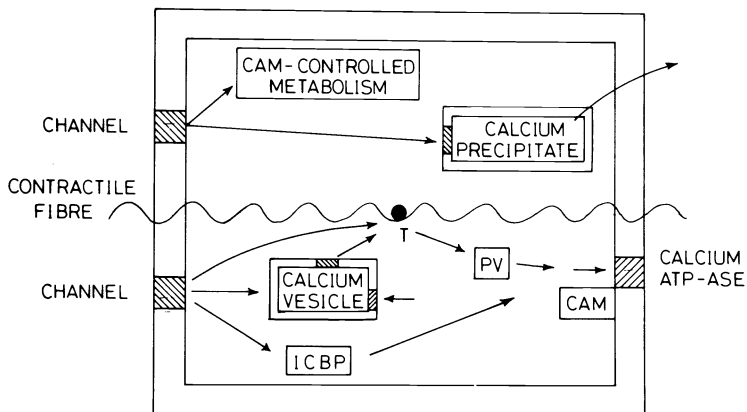 CAM-CONTROLLED
METABOLISM
CHANNEL
CALCIUM
PRECIPITATE
CONTRACTILE
FIBRE
T
CHANNEL
CALCIUM
VESICLE
PV
CALCIUM
ATP-ASE
CAM
ICBP